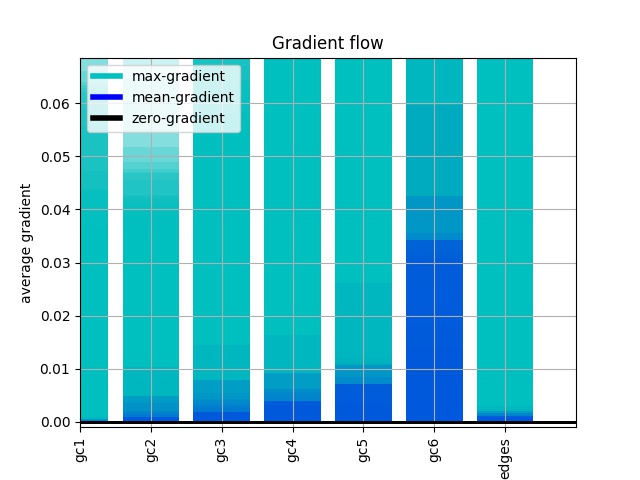 Gradient flow
max-gradient
mean-gradient
zero-gradient
average gradient
0.06
0.05
0.04
0.03
0.02
0.01
0.00
gc1
gc2
gc3
gc4
gc5
gc6
edges